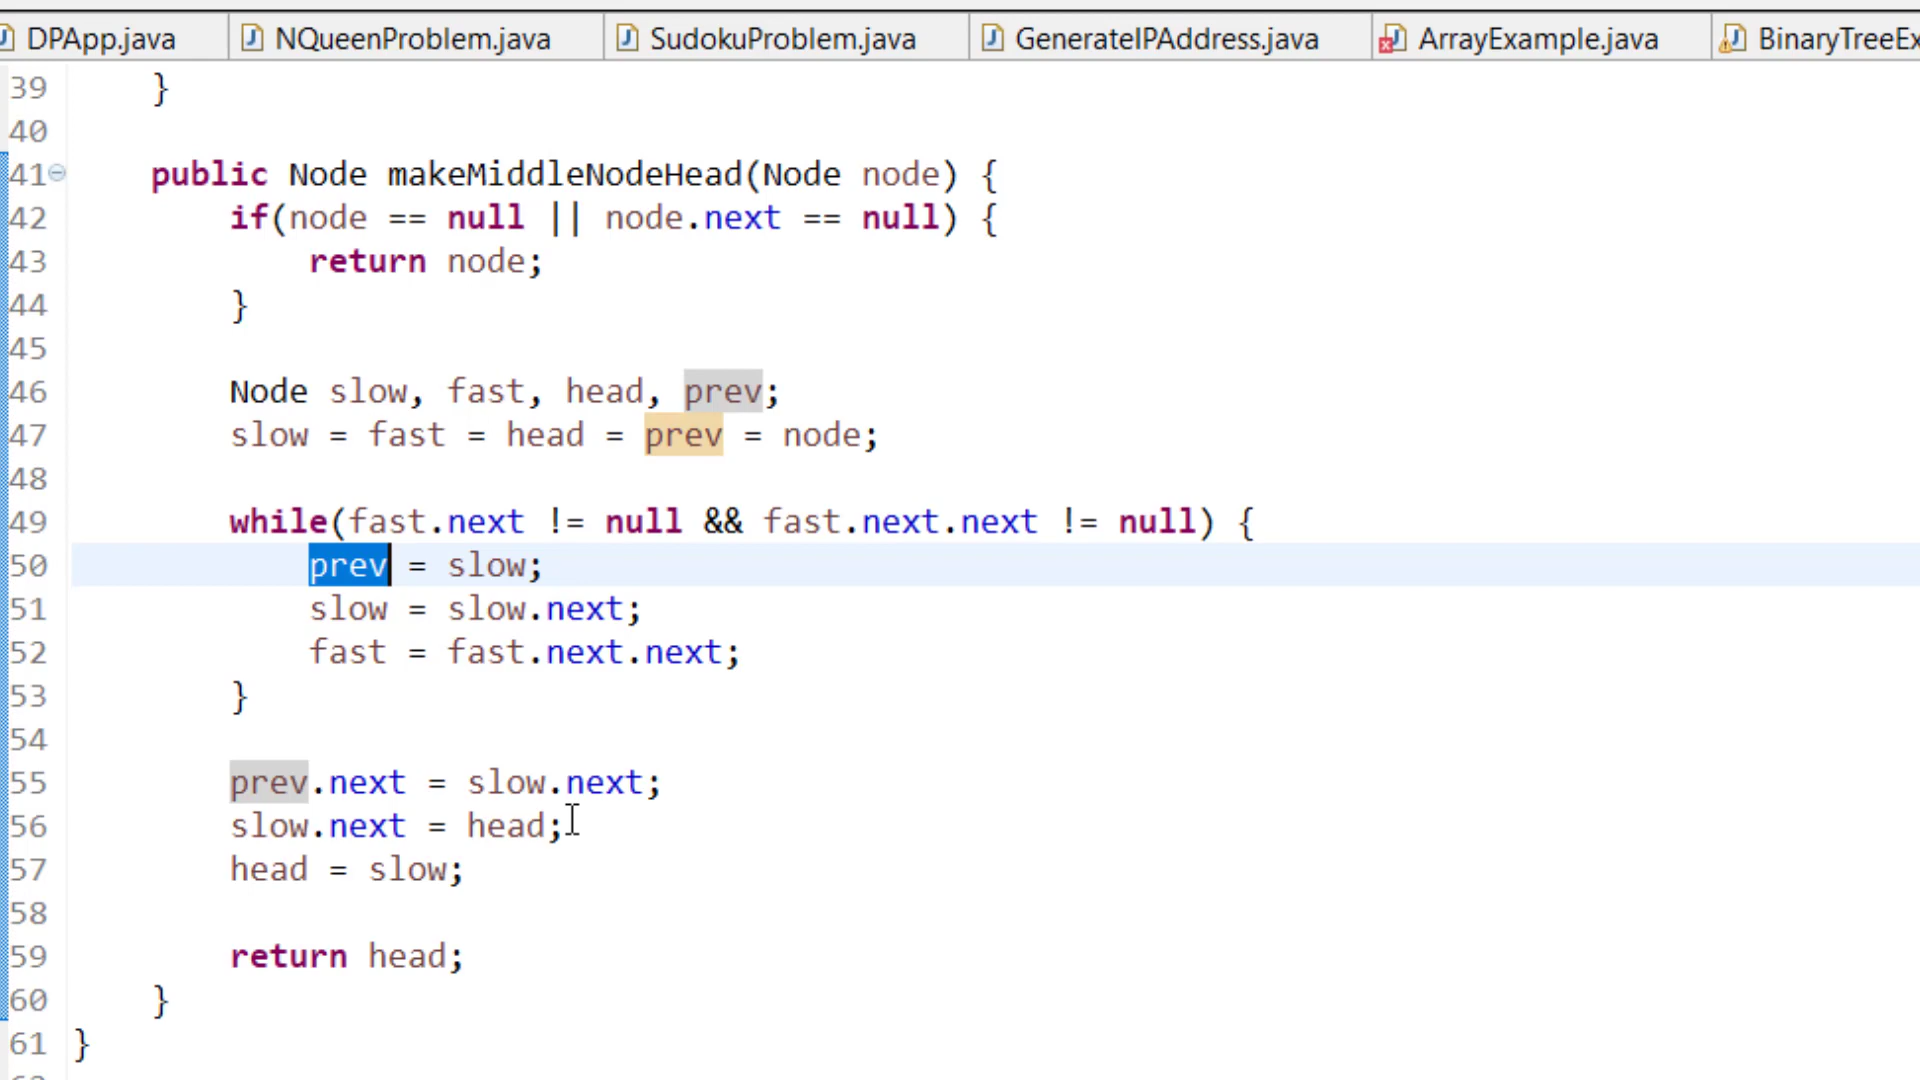 DPApp.java NQueenProblem.java SudokuProblem.java GenerateIPAddress.java ArrayExample.java BinaryTreeEx
39 }
40
41 public Node makeMiddleNodeHead(Node node) {
42 if(node == null || node.next == null) {
43 return node;
44 }
45
46 Node slow, fast, head, prev;
47 slow = fast = head = prev = node;
48
49 while(fast.next != null && fast.next.next != null) {
50 prev = slow;
51 slow = slow.next;
52 fast = fast.next.next;
53 }
54
55 prev.next = slow.next;
56 slow.next = head;
57 head = slow;
58
59 return head;
60 }
61 }